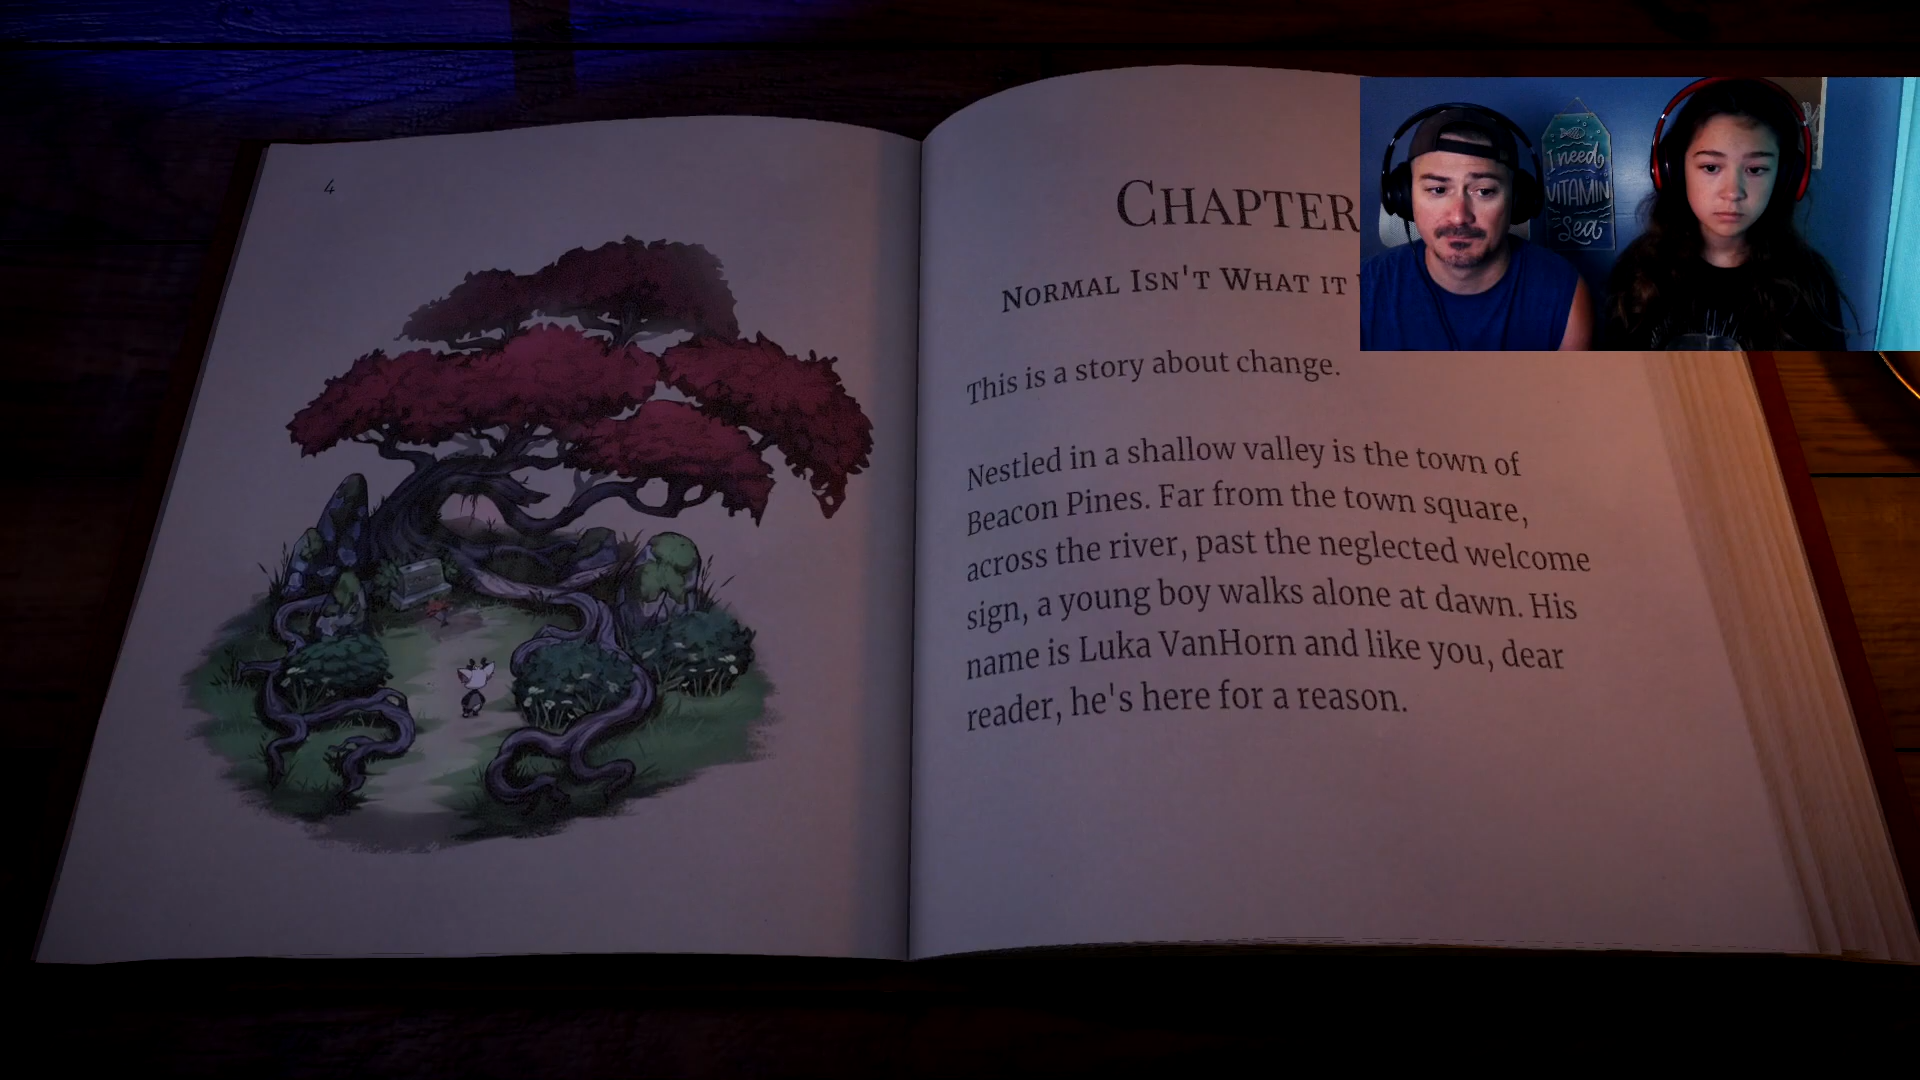 4
CHAPTER
NORMAL ISN'T WHAT IT
This is a story about change.
Nestled in a shallow valley is the town of
Beacon Pines. Far from the town square,
across the river, past the neglected welcome
sign, a young boy walks alone at dawn. His
name is Luka VanHorn and like you, dear
reader, he's here for a reason.
I need
VITAMIN
Sea